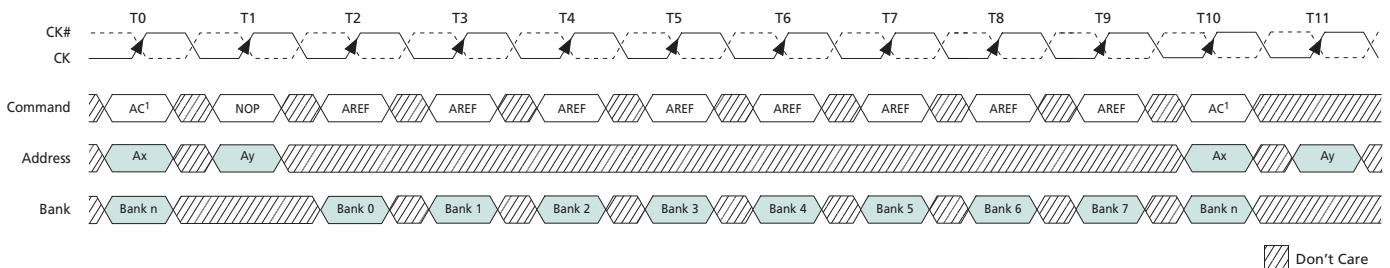 T0 T1 T2 T3 T4 T5 T6 T7 T8 T9 T10 T11
CK#
CK
Command AC¹ NOP AREF AREF AREF AREF AREF AREF AREF AREF AC¹
Address Ax Ay Ax Ay
Bank Bank n Bank 0 Bank 1 Bank 2 Bank 3 Bank 4 Bank 5 Bank 6 Bank 7 Bank n
Don't Care